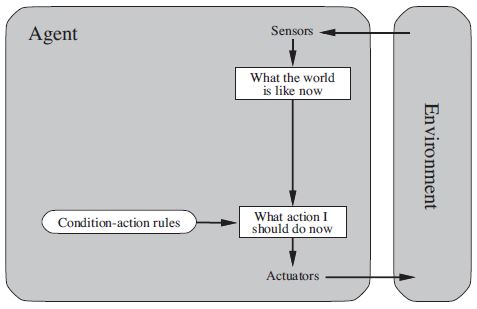 Agent
Sensors
What the world
is like now
Environment
Condition-action rules
What action I
should do now
Actuators